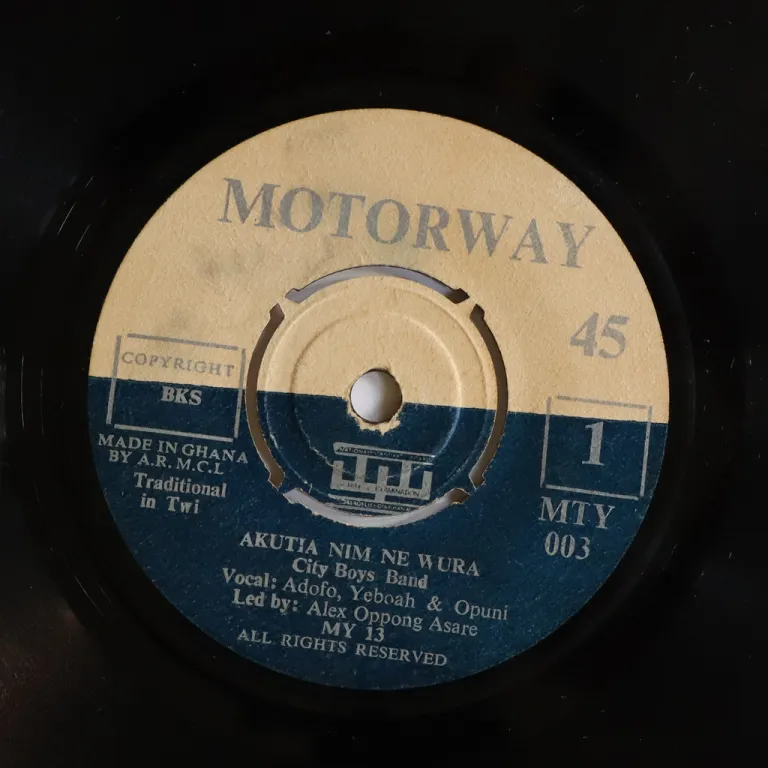 MOTORWAY
45
COPYRIGHT
BKS
1
MADE IN GHANA
BY A.R.M.C.L
Traditional
in Twi
MTY
003
AKUTIA NIM NE WURA
City Boys Band
Vocal: Adofo, Yeboah & Opuni
Led by: Alex Oppong Asare
MY 13
ALL RIGHTS RESERVED